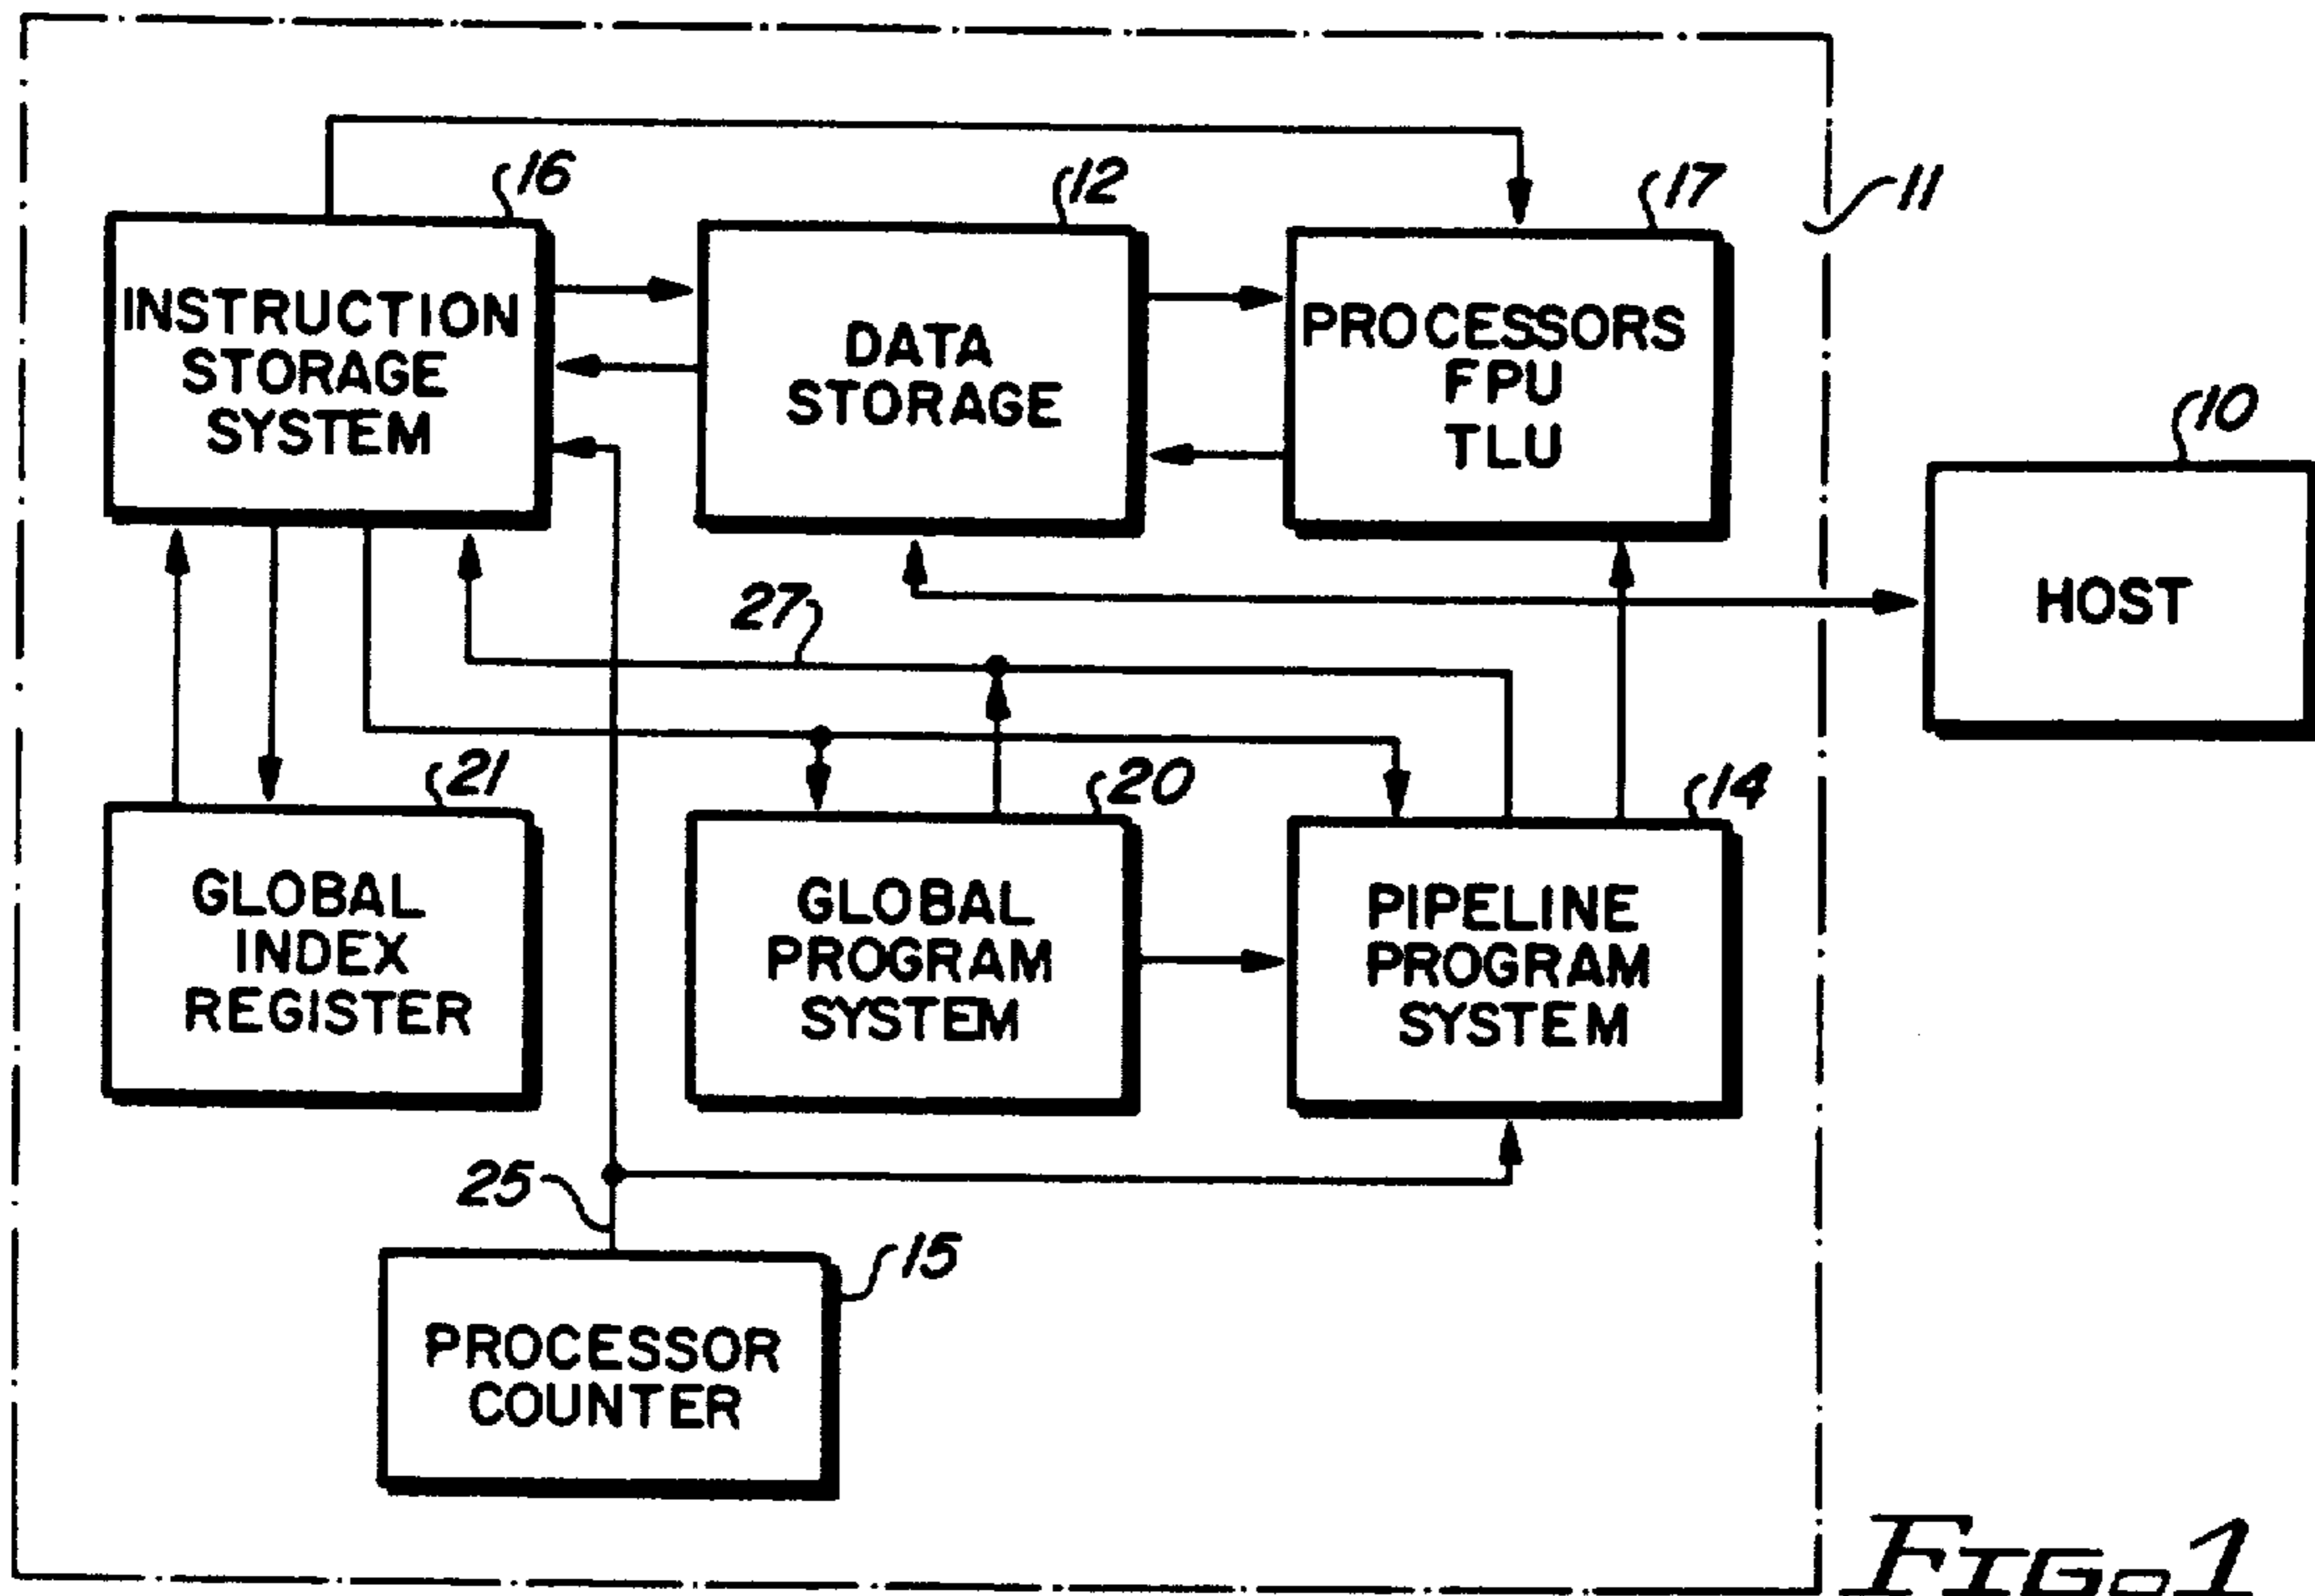 16
12
17
11
INSTRUCTION
STORAGE
SYSTEM
DATA
STORAGE
PROCESSORS
FPU
TLU
10
HOST
27
21
20
14
GLOBAL
INDEX
REGISTER
GLOBAL
PROGRAM
SYSTEM
PIPELINE
PROGRAM
SYSTEM
25
15
PROCESSOR
COUNTER
FIG. 1